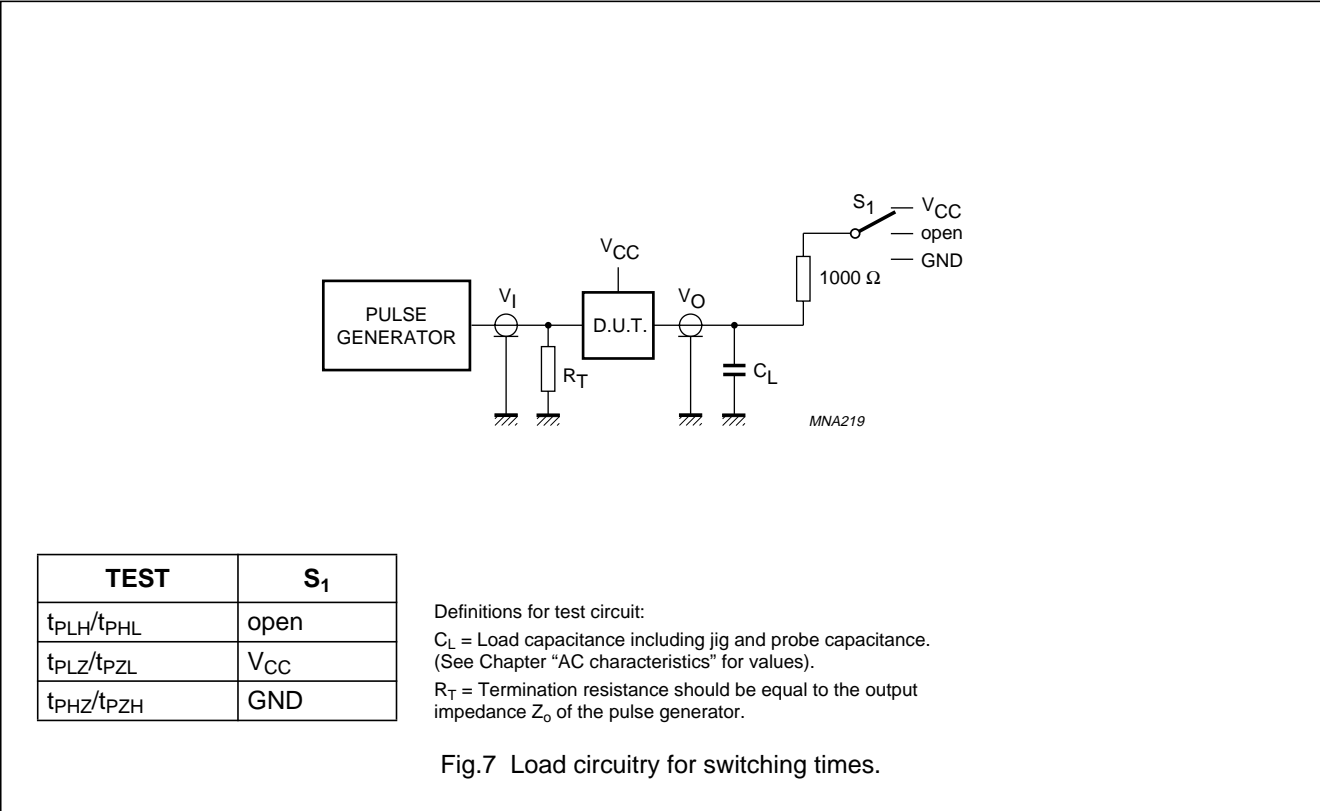 S1
VCC
open
GND
VCC
1000 Ω
PULSE
GENERATOR
VI
D.U.T.
VO
RT
CL
MNA219
TEST S1
tPLH/tPHL open
tPLZ/tPZL VCC
tPHZ/tPZH GND
Definitions for test circuit:
CL = Load capacitance including jig and probe capacitance.
(See Chapter “AC characteristics” for values).
RT = Termination resistance should be equal to the output
impedance Zo of the pulse generator.
Fig.7 Load circuitry for switching times.